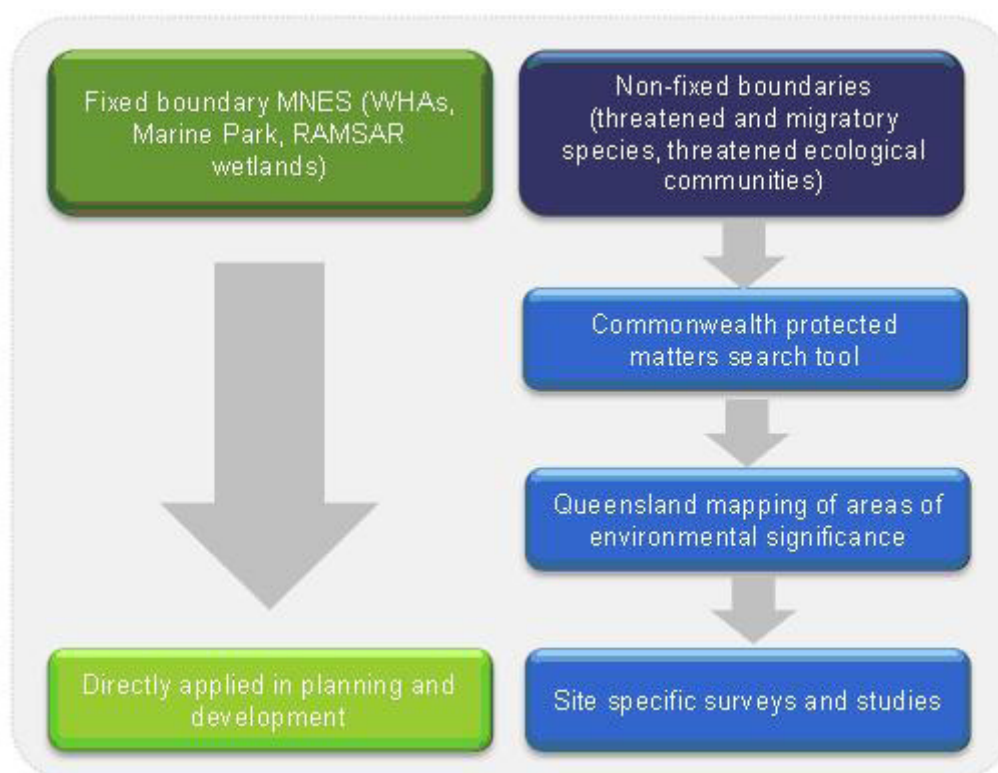 Fixed boundary MNES (WHAs,
Marine Park, RAMSAR
wetlands)
Directly applied in planning and
development
Non-fixed boundaries
(threatened and migratory
species, threatened ecological
communities)
Commonwealth protected
matters search tool
Queensland mapping of areas of
environmental significance
Site specific surveys and studies